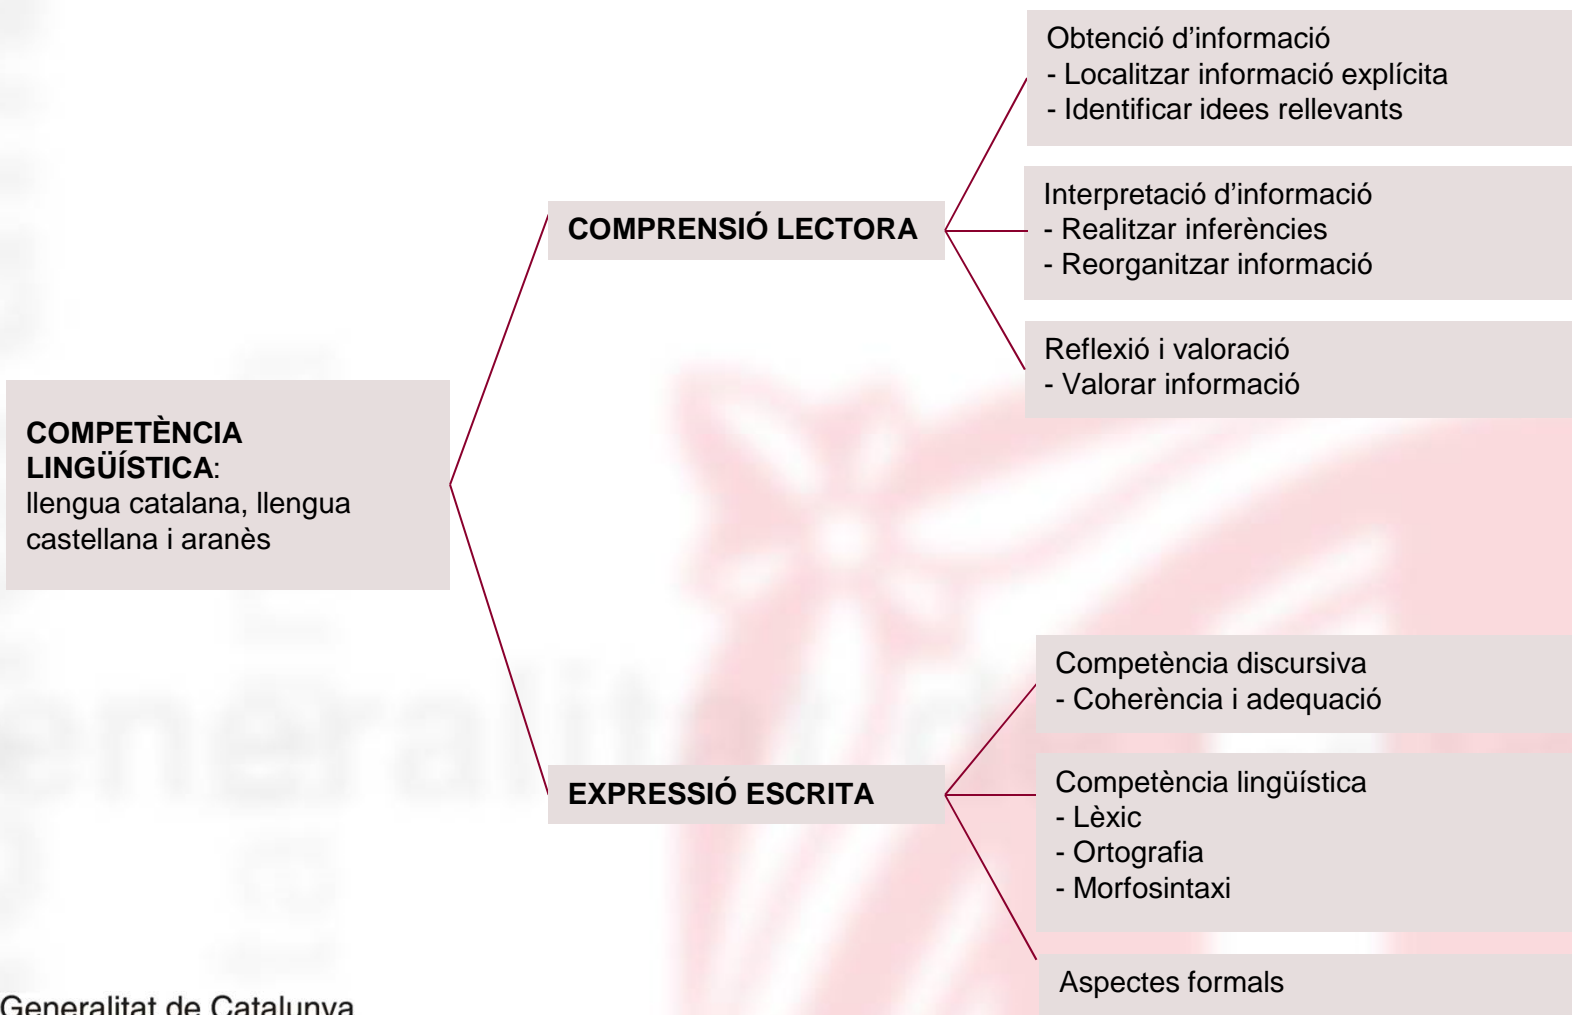 Obtenció d’informació
- Localitzar informació explícita
- Identificar idees rellevants
Interpretació d’informació
- Realitzar inferències
- Reorganitzar informació
COMPRENSIÓ LECTORA
Reflexió i valoració
- Valorar informació
COMPETÈNCIA
LINGÜÍSTICA:
llengua catalana, llengua
castellana i aranès
Competència discursiva
- Coherència i adequació
EXPRESSIÓ ESCRITA
Competència lingüística
- Lèxic
- Ortografia
- Morfosintaxi
Aspectes formals
Generalitat de Catalunya